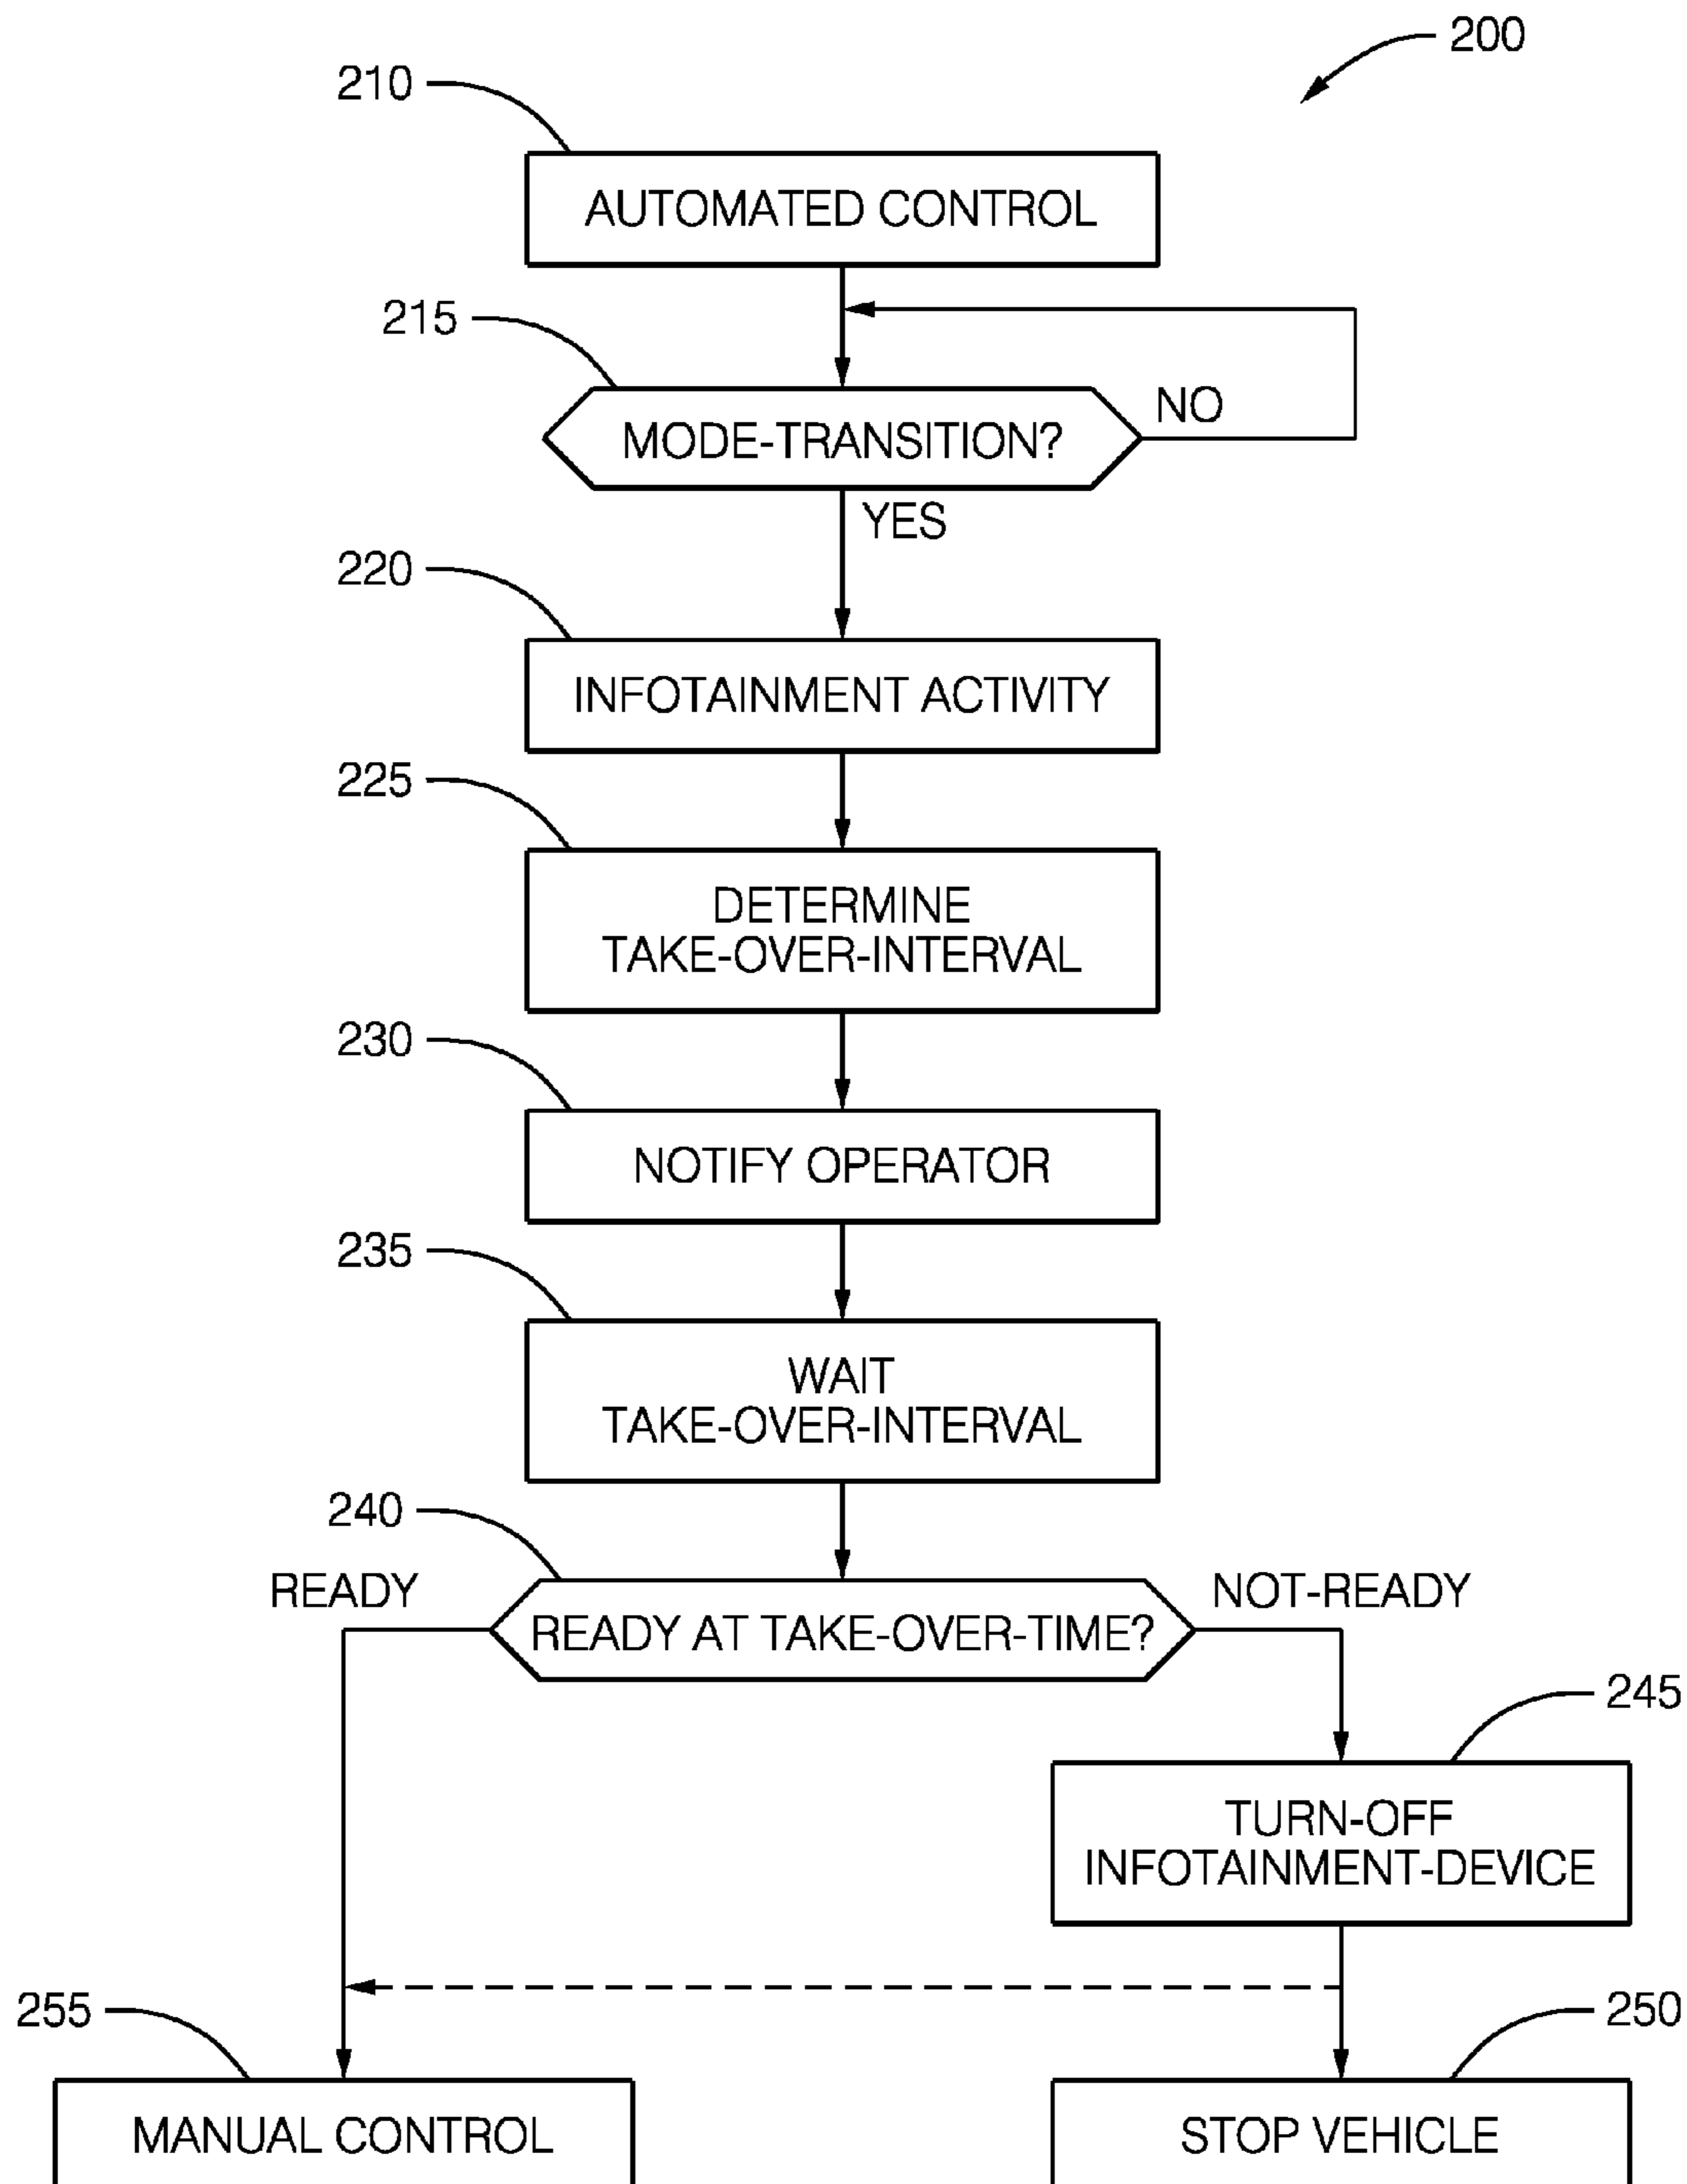 200
210
AUTOMATED CONTROL
215
MODE-TRANSITION?
NO
YES
220
INFOTAINMENT ACTIVITY
225
DETERMINE
TAKE-OVER-INTERVAL
230
NOTIFY OPERATOR
235
WAIT
TAKE-OVER-INTERVAL
240
READY
READY AT TAKE-OVER-TIME?
NOT-READY
245
TURN-OFF
INFOTAINMENT-DEVICE
255
MANUAL CONTROL
250
STOP VEHICLE